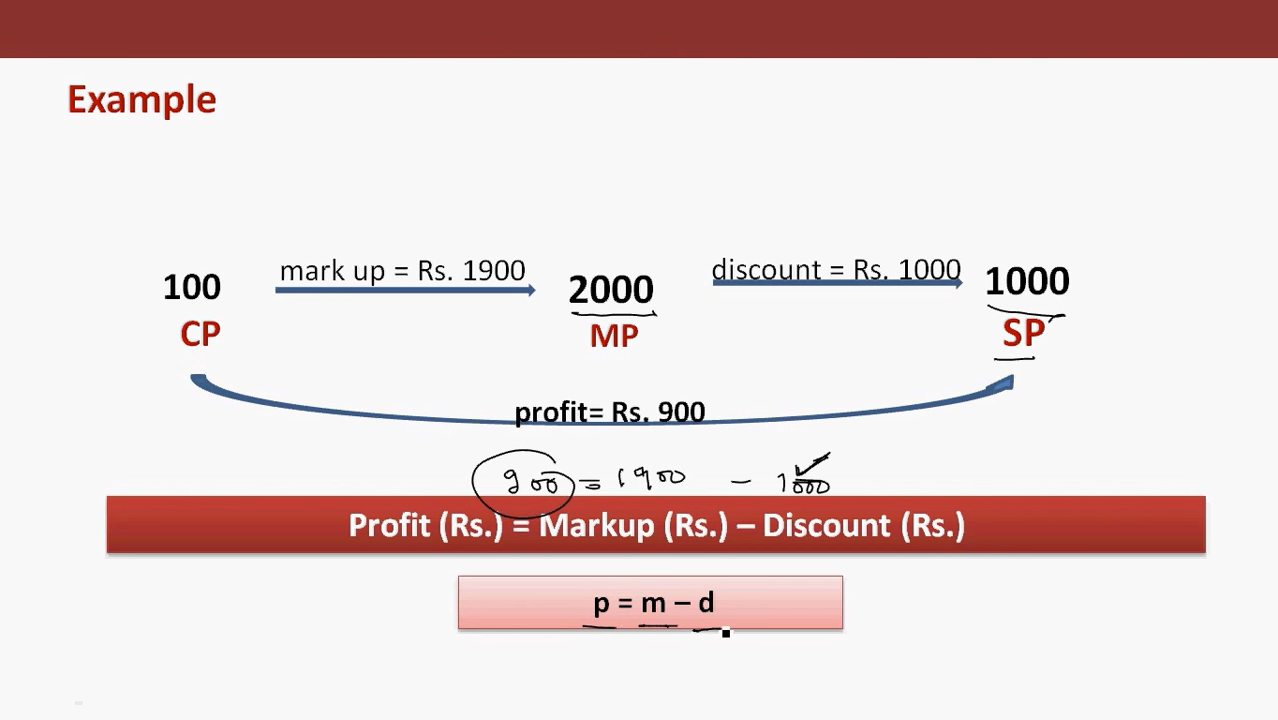 Example
100 mark up = Rs. 1900 2000 discount = Rs. 1000 1000
CP MP SP
profit= Rs. 900
900 = 1900 - 1000
Profit (Rs.) = Markup (Rs.) – Discount (Rs.)
p = m – d